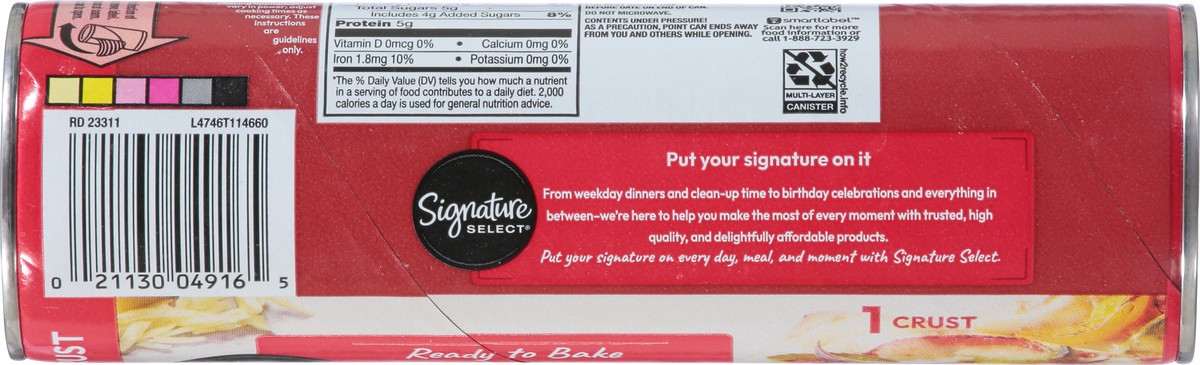 vary in power; adjust
cooking times as
necessary. These
instructions
are
guidelines
only.
Total Sugars 5g
Includes 4g Added Sugars 8%
Protein 5g
Vitamin D 0mcg 0% • Calcium 0mg 0%
Iron 1.8mg 10% • Potassium 0mg 0%
*The % Daily Value (DV) tells you how much a nutrient
in a serving of food contributes to a daily diet. 2,000
calories a day is used for general nutrition advice.
BEFORE DATE ON END OF CAN.
DO NOT MICROWAVE.
CONTENTS UNDER PRESSURE!
AS A PRECAUTION, POINT CAN ENDS AWAY
FROM YOU AND OTHERS WHILE OPENING.
smartlabel™
Scan here for more
food information or
call 1-888-723-3929
how2recycle.info
MULTI-LAYER
CANISTER
RD 23311 L4746T114660
0 21130 04916 5
Signature
SELECT®
Put your signature on it
From weekday dinners and clean-up time to birthday celebrations and everything in
between–we're here to help you make the most of every moment with trusted, high
quality, and delightfully affordable products.
Put your signature on every day, meal, and moment with Signature Select.
UST
Ready to Bake
1 CRUST